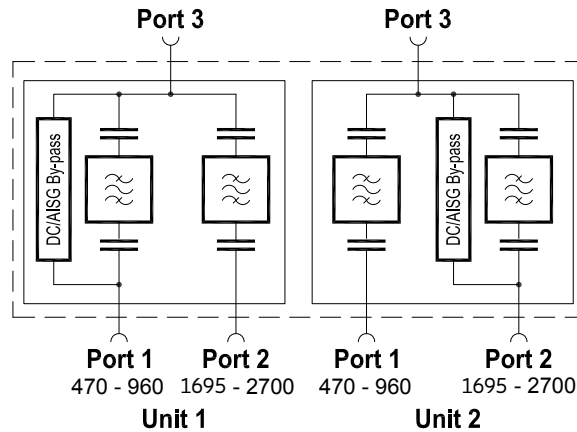 Port 3 Port 3
DC/AISG By-pass DC/AISG By-pass
Port 1 Port 2 Port 1 Port 2
470 - 960 1695 - 2700 470 - 960 1695 - 2700
Unit 1 Unit 2